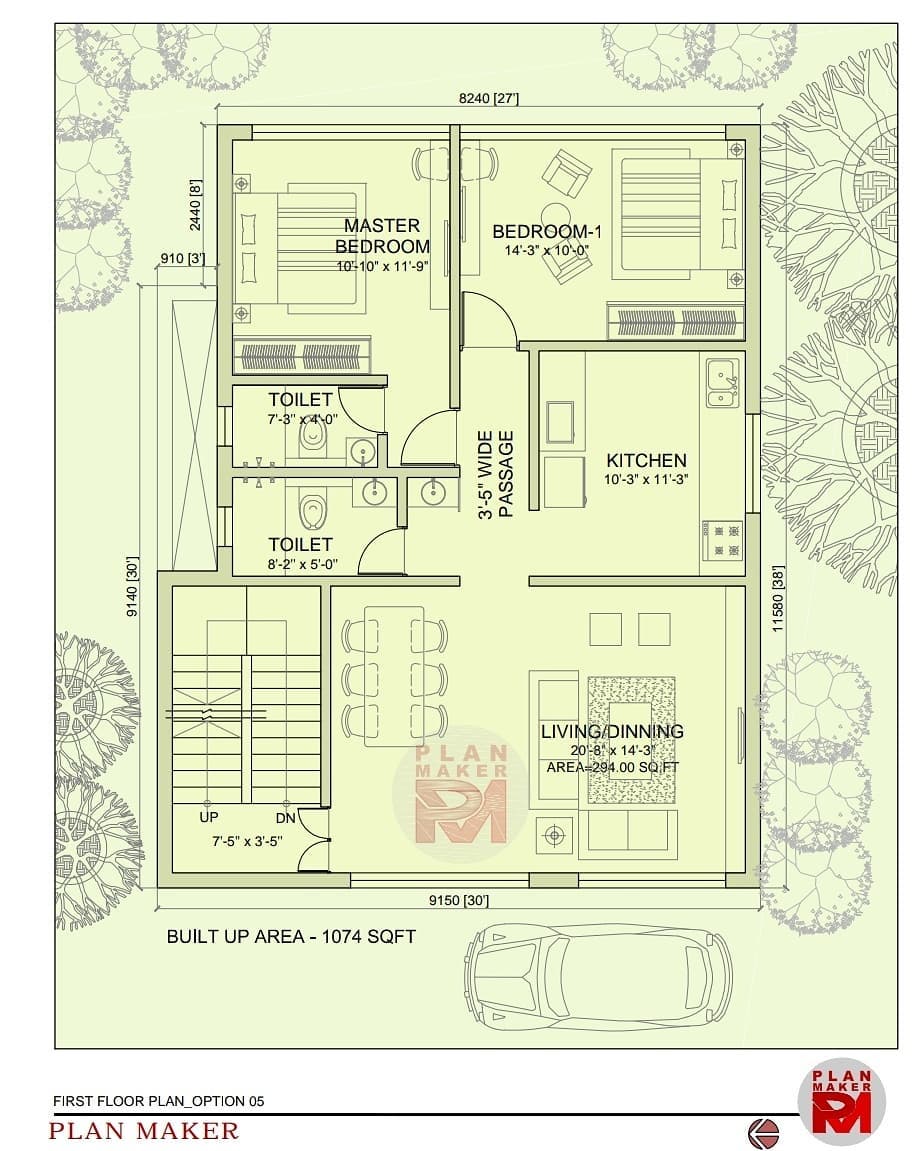 8240 [27']
2440 [8']
910 [3']
MASTER
BEDROOM
10'-10" x 11'-9"
BEDROOM-1
14'-3" x 10'-0"
TOILET
7'-3" x 4'-0"
3'-5" WIDE
PASSAGE
KITCHEN
10'-3" x 11'-3"
TOILET
8'-2" x 5'-0"
9140 [30']
11580 [38']
LIVING/DINNING
20'-8" x 14'-3"
AREA=294.00 SQ.FT
PLAN
MAKER
PM
UP
DN
7'-5" x 3'-5"
9150 [30']
BUILT UP AREA - 1074 SQFT
FIRST FLOOR PLAN_OPTION 05
PLAN MAKER
PLAN
MAKER
PM